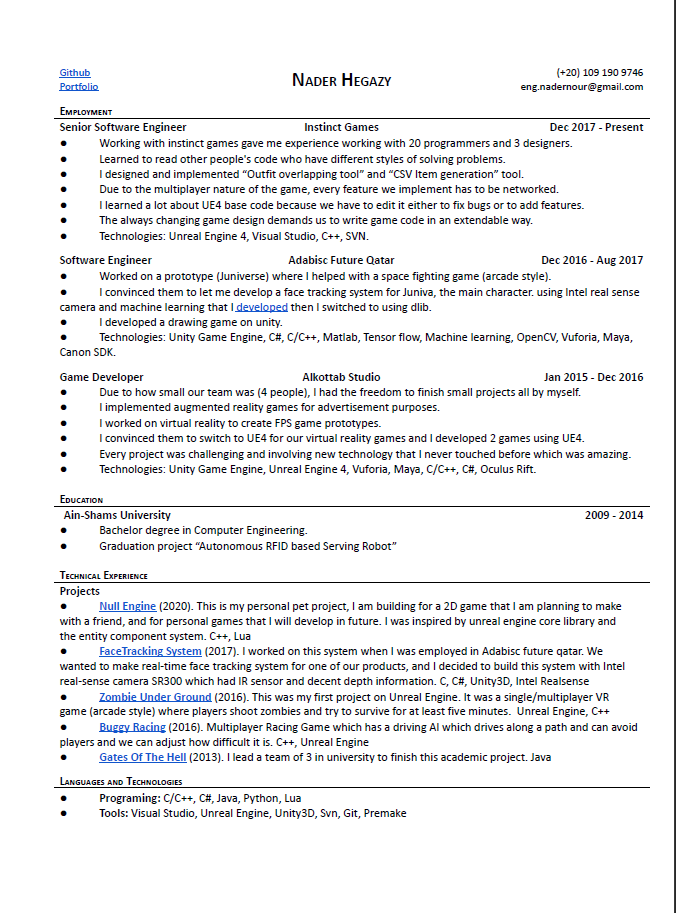 Github
Portfolio
Nader Hegazy
(+20) 109 190 9746
eng.nadernour@gmail.com
Employment
Senior Software Engineer Instinct Games Dec 2017 - Present
● Working with instinct games gave me experience working with 20 programmers and 3 designers.
● Learned to read other people's code who have different styles of solving problems.
● I designed and implemented “Outfit overlapping tool” and “CSV Item generation” tool.
● Due to the multiplayer nature of the game, every feature we implement has to be networked.
● I learned a lot about UE4 base code because we have to edit it either to fix bugs or to add features.
● The always changing game design demands us to write game code in an extendable way.
● Technologies: Unreal Engine 4, Visual Studio, C++, SVN.
Software Engineer Adabisc Future Qatar Dec 2016 - Aug 2017
● Worked on a prototype (Juniverse) where I helped with a space fighting game (arcade style).
● I convinced them to let me develop a face tracking system for Juniva, the main character. using Intel real sense
camera and machine learning that I developed then I switched to using dlib.
● I developed a drawing game on unity.
● Technologies: Unity Game Engine, C#, C/C++, Matlab, Tensor flow, Machine learning, OpenCV, Vuforia, Maya,
Canon SDK.
Game Developer Alkottab Studio Jan 2015 - Dec 2016
● Due to how small our team was (4 people), I had the freedom to finish small projects all by myself.
● I implemented augmented reality games for advertisement purposes.
● I worked on virtual reality to create FPS game prototypes.
● I convinced them to switch to UE4 for our virtual reality games and I developed 2 games using UE4.
● Every project was challenging and involving new technology that I never touched before which was amazing.
● Technologies: Unity Game Engine, Unreal Engine 4, Vuforia, Maya, C/C++, C#, Oculus Rift.
Education
Ain-Shams University 2009 - 2014
● Bachelor degree in Computer Engineering.
● Graduation project “Autonomous RFID based Serving Robot”
Technical Experience
Projects
● Null Engine (2020). This is my personal pet project, I am building for a 2D game that I am planning to make
with a friend, and for personal games that I will develop in future. I was inspired by unreal engine core library and
the entity component system. C++, Lua
● FaceTracking System (2017). I worked on this system when I was employed in Adabisc future qatar. We
wanted to make real-time face tracking system for one of our products, and I decided to build this system with Intel
real-sense camera SR300 which had IR sensor and decent depth information. C, C#, Unity3D, Intel Realsense
● Zombie Under Ground (2016). This was my first project on Unreal Engine. It was a single/multiplayer VR
game (arcade style) where players shoot zombies and try to survive for at least five minutes. Unreal Engine, C++
● Buggy Racing (2016). Multiplayer Racing Game which has a driving AI which drives along a path and can avoid
players and we can adjust how difficult it is. C++, Unreal Engine
● Gates Of The Hell (2013). I lead a team of 3 in university to finish this academic project. Java
Languages and Technologies
● Programing: C/C++, C#, Java, Python, Lua
● Tools: Visual Studio, Unreal Engine, Unity3D, Svn, Git, Premake